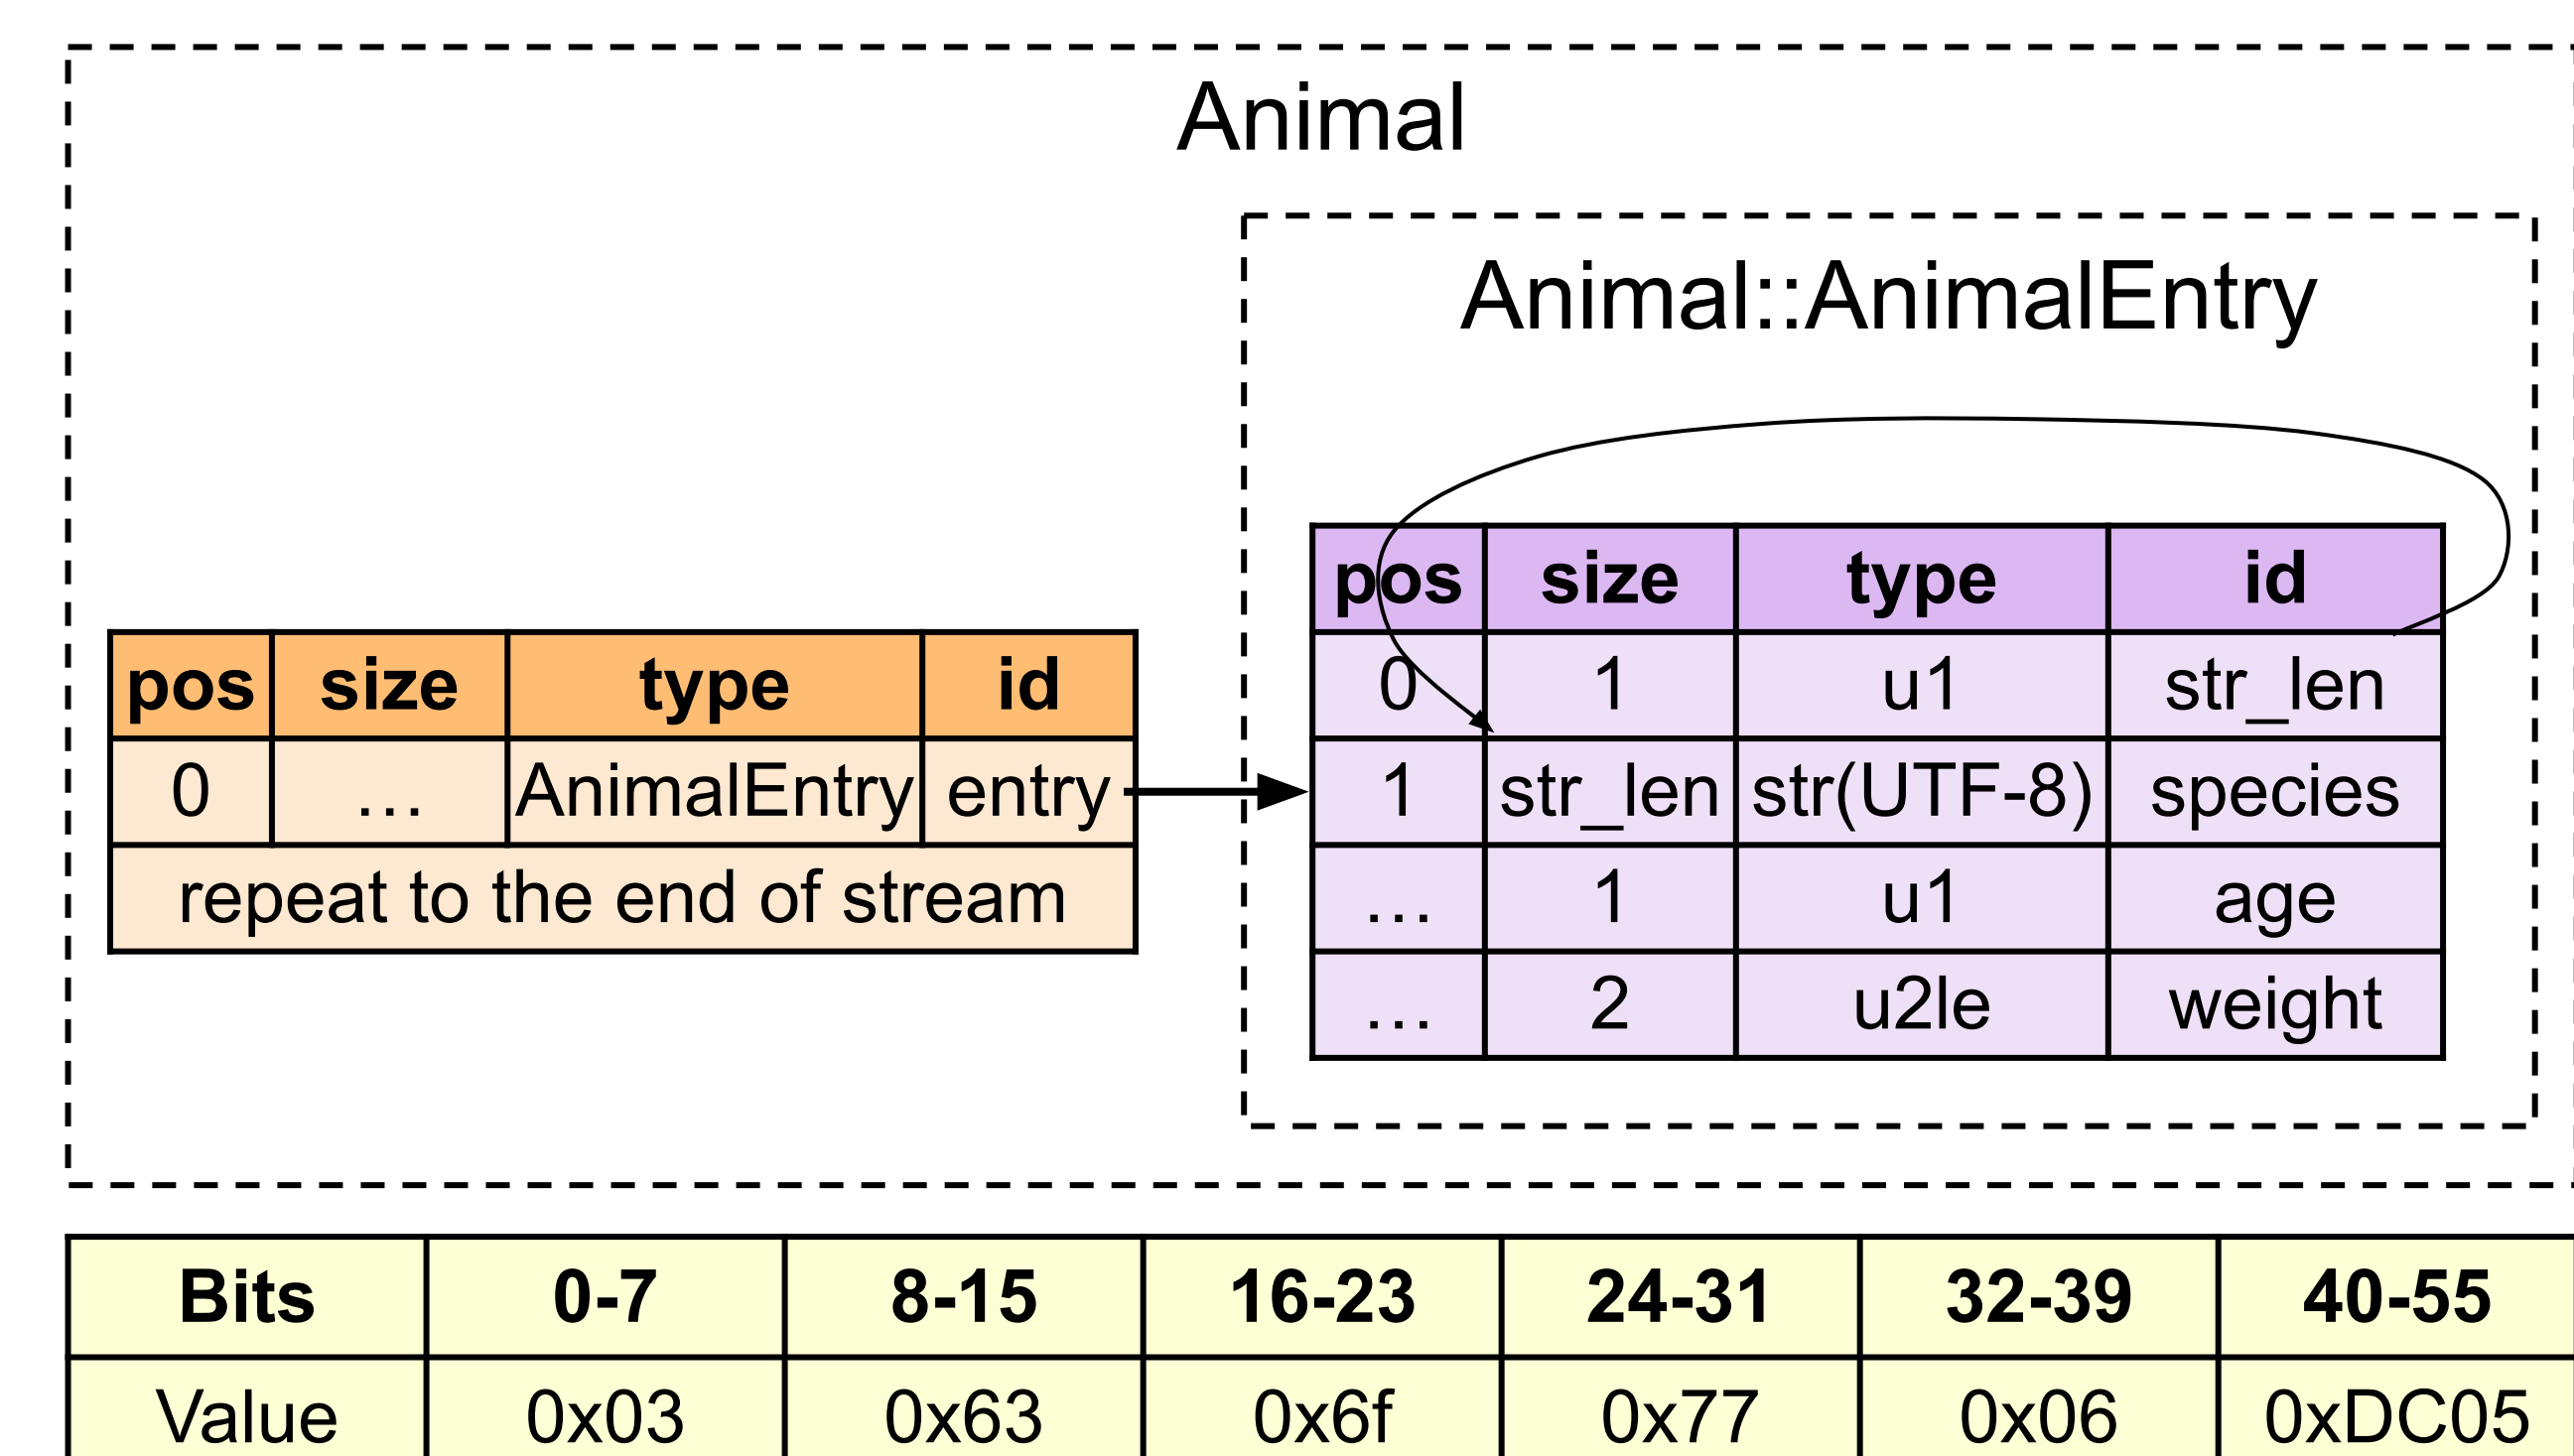 Animal
Animal::AnimalEntry
pos size type id
0 … AnimalEntry entry
repeat to the end of stream
pos size type id
0 1 u1 str_len
1 str_len str(UTF-8) species
… 1 u1 age
… 2 u2le weight
Bits 0-7 8-15 16-23 24-31 32-39 40-55
Value 0x03 0x63 0x6f 0x77 0x06 0xDC05